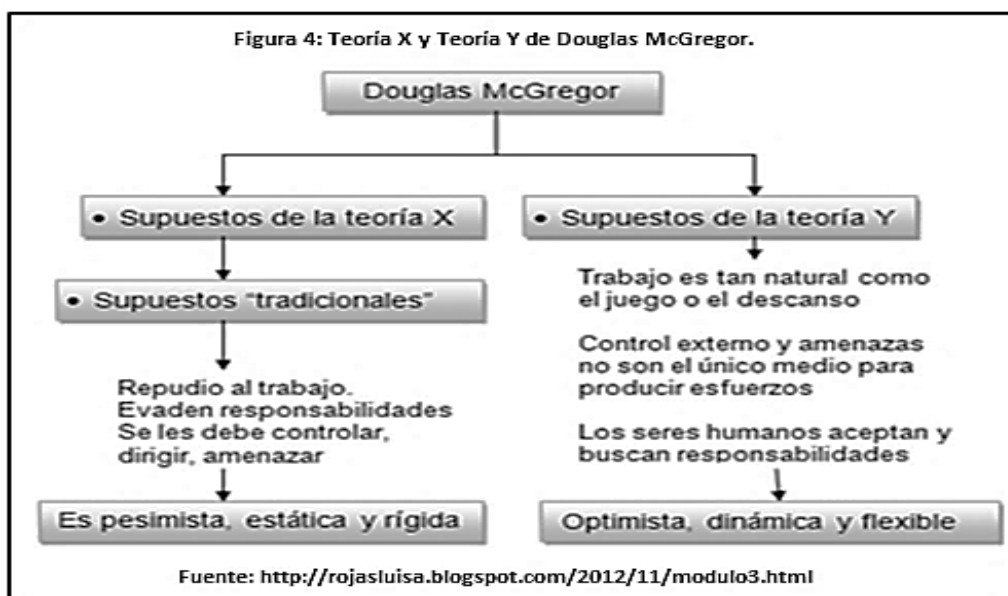 Figura 4: Teoría X y Teoría Y de Douglas McGregor.
Douglas McGregor
• Supuestos de la teoría X
• Supuestos “tradicionales”
Repudio al trabajo.
Evaden responsabilidades
Se les debe controlar,
dirigir, amenazar
Es pesimista, estática y rígida
• Supuestos de la teoría Y
Trabajo es tan natural como
el juego o el descanso
Control externo y amenazas
no son el único medio para
producir esfuerzos
Los seres humanos aceptan y
buscan responsabilidades
Optimista, dinámica y flexible
Fuente: http://rojasluisa.blogspot.com/2012/11/modulo3.html